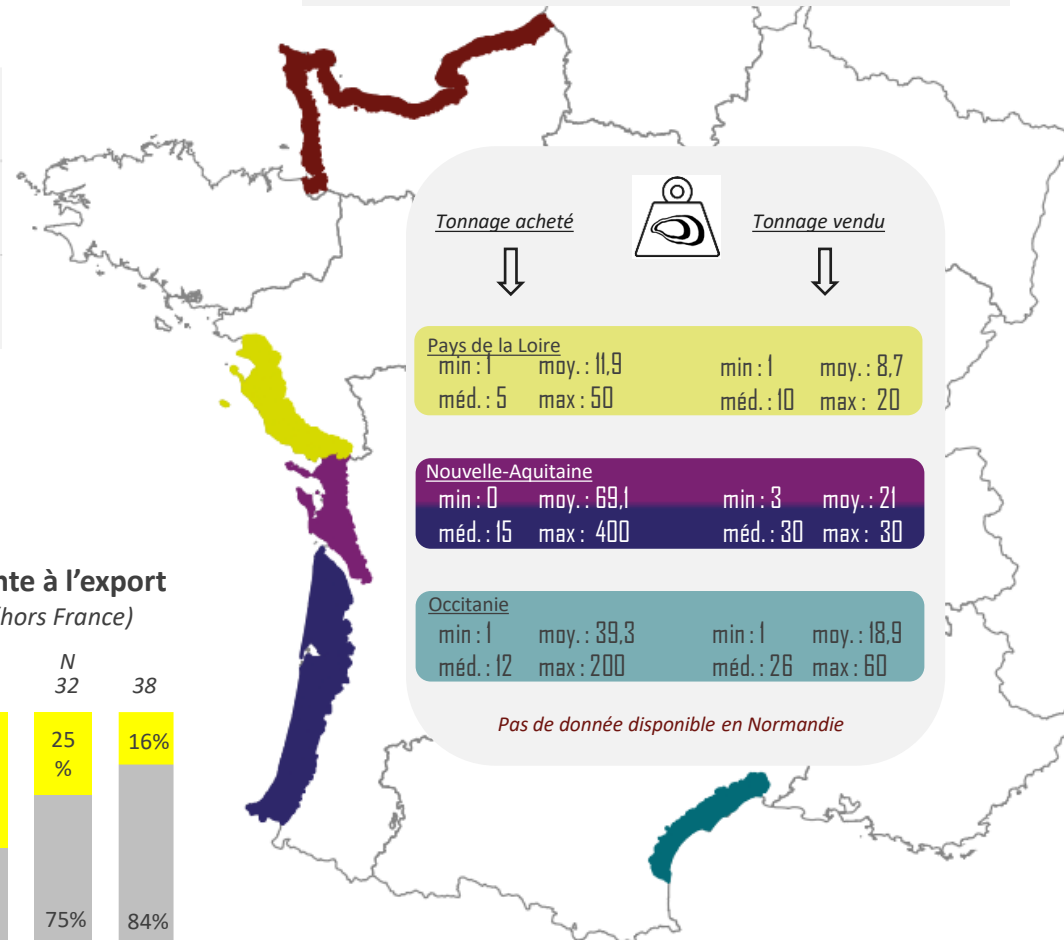 Tonnage acheté
Tonnage vendu
Pays de la Loire
min : 1 moy. : 11,9 min : 1 moy. : 8,7
méd. : 5 max : 50 méd. : 10 max : 20
Nouvelle-Aquitaine
min : 0 moy. : 69,1 min : 3 moy. : 21
méd. : 15 max : 400 méd. : 30 max : 30
Occitanie
min : 1 moy. : 39,3 min : 1 moy. : 18,9
méd. : 12 max : 200 méd. : 26 max : 60
Pas de donnée disponible en Normandie
nte à l’export
hors France)
N
32 38
25
%
16%
75% 84%